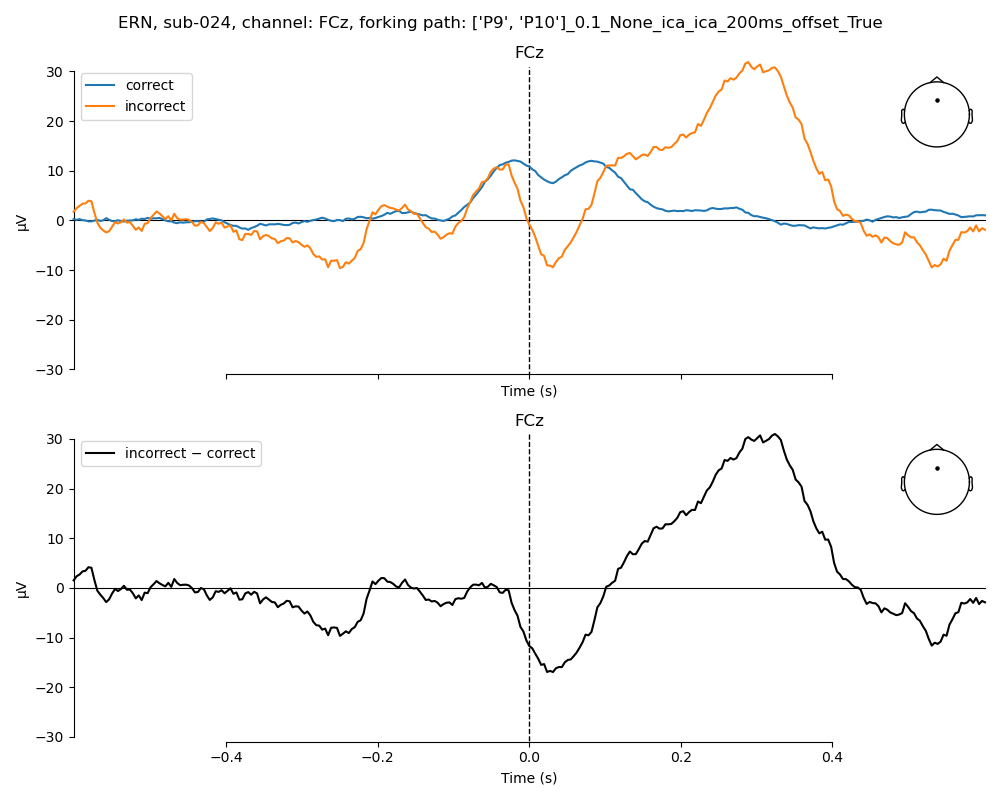 ERN, sub-024, channel: FCz, forking path: ['P9', 'P10']_0.1_None_ica_ica_200ms_offset_True
FCz
correct
incorrect
30
20
10
0
−10
−20
−30
µV
Time (s)
FCz
incorrect − correct
30
20
10
0
−10
−20
−30
µV
−0.4
−0.2
0.0
0.2
0.4
Time (s)